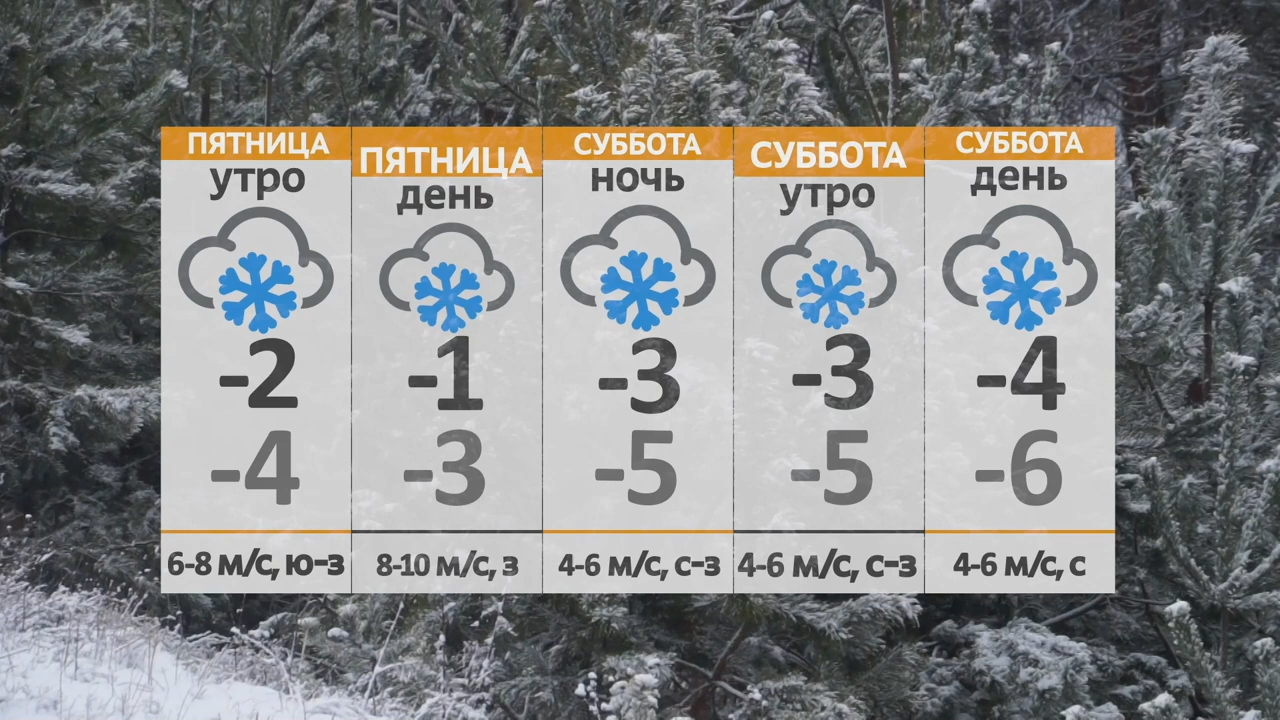 ПЯТНИЦА
утро
-2
-4
6-8 м/с, ю-з
ПЯТНИЦА
день
-1
-3
8-10 м/с, з
СУББОТА
ночь
-3
-5
4-6 м/с, с-з
СУББОТА
утро
-3
-5
4-6 м/с, с-з
СУББОТА
день
-4
-6
4-6 м/с, с